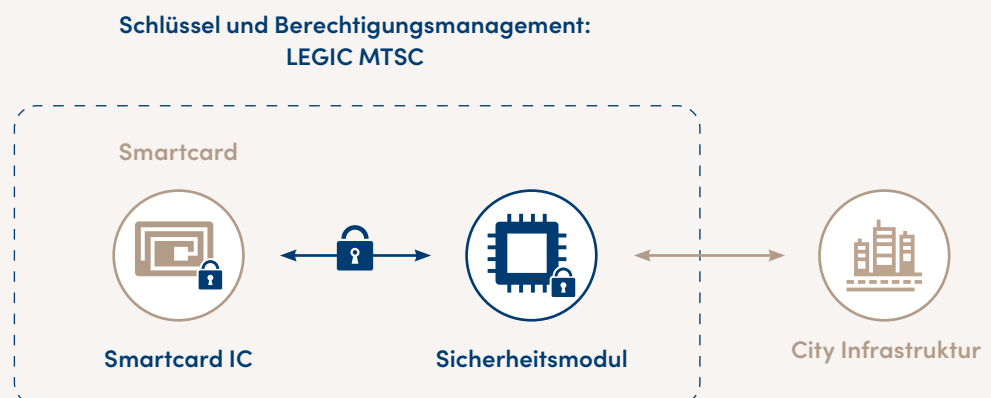 Schlüssel und Berechtigungsmanagement:
LEGIC MTSC
Smartcard
Smartcard IC
Sicherheitsmodul
City Infrastruktur